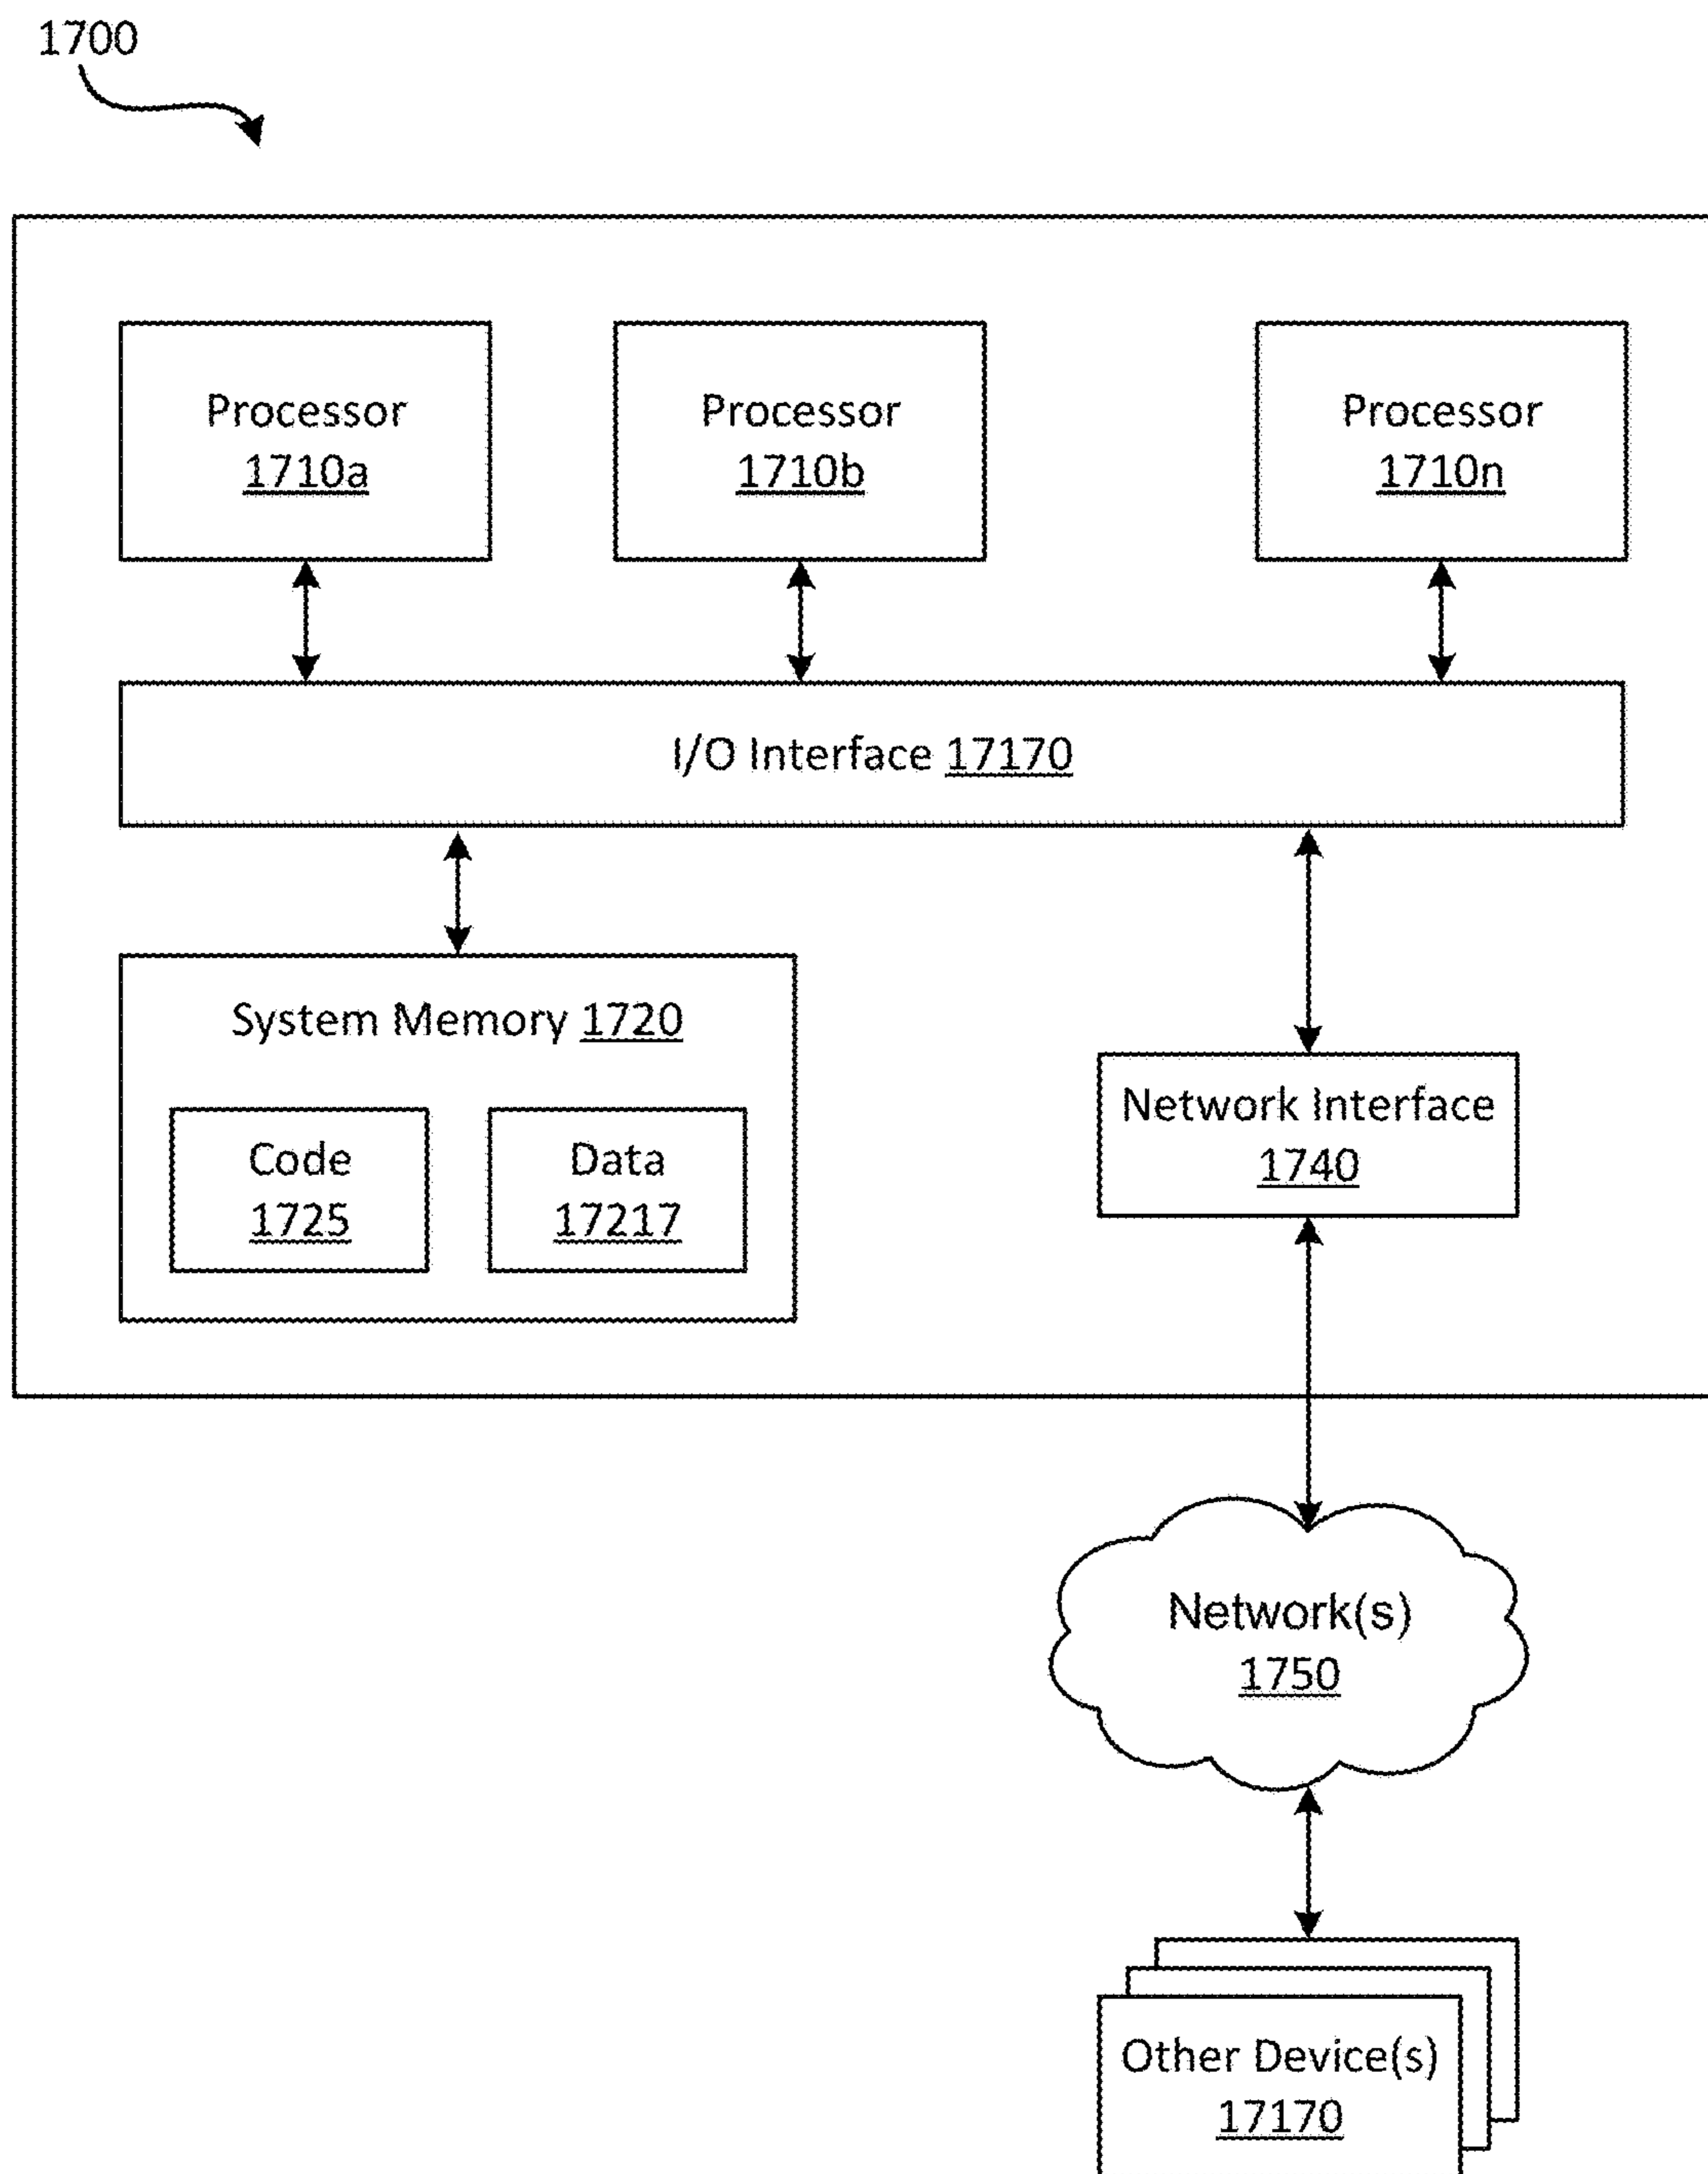 1700
Processor
1710a
Processor
1710b
Processor
1710n
I/O Interface 17170
System Memory 1720
Code
1725
Data
17217
Network Interface
1740
Network(s)
1750
Other Device(s)
17170